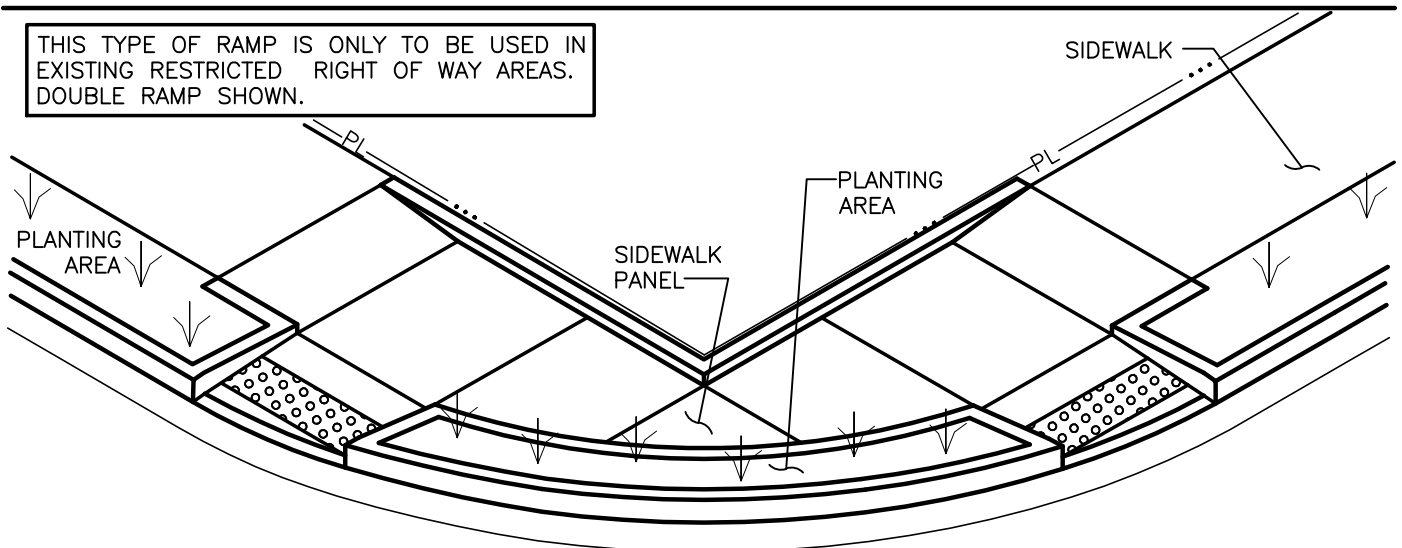 THIS TYPE OF RAMP IS ONLY TO BE USED IN
EXISTING RESTRICTED RIGHT OF WAY AREAS.
DOUBLE RAMP SHOWN.
SIDEWALK
PL
PL
PLANTING
AREA
PLANTING
AREA
SIDEWALK
PANEL